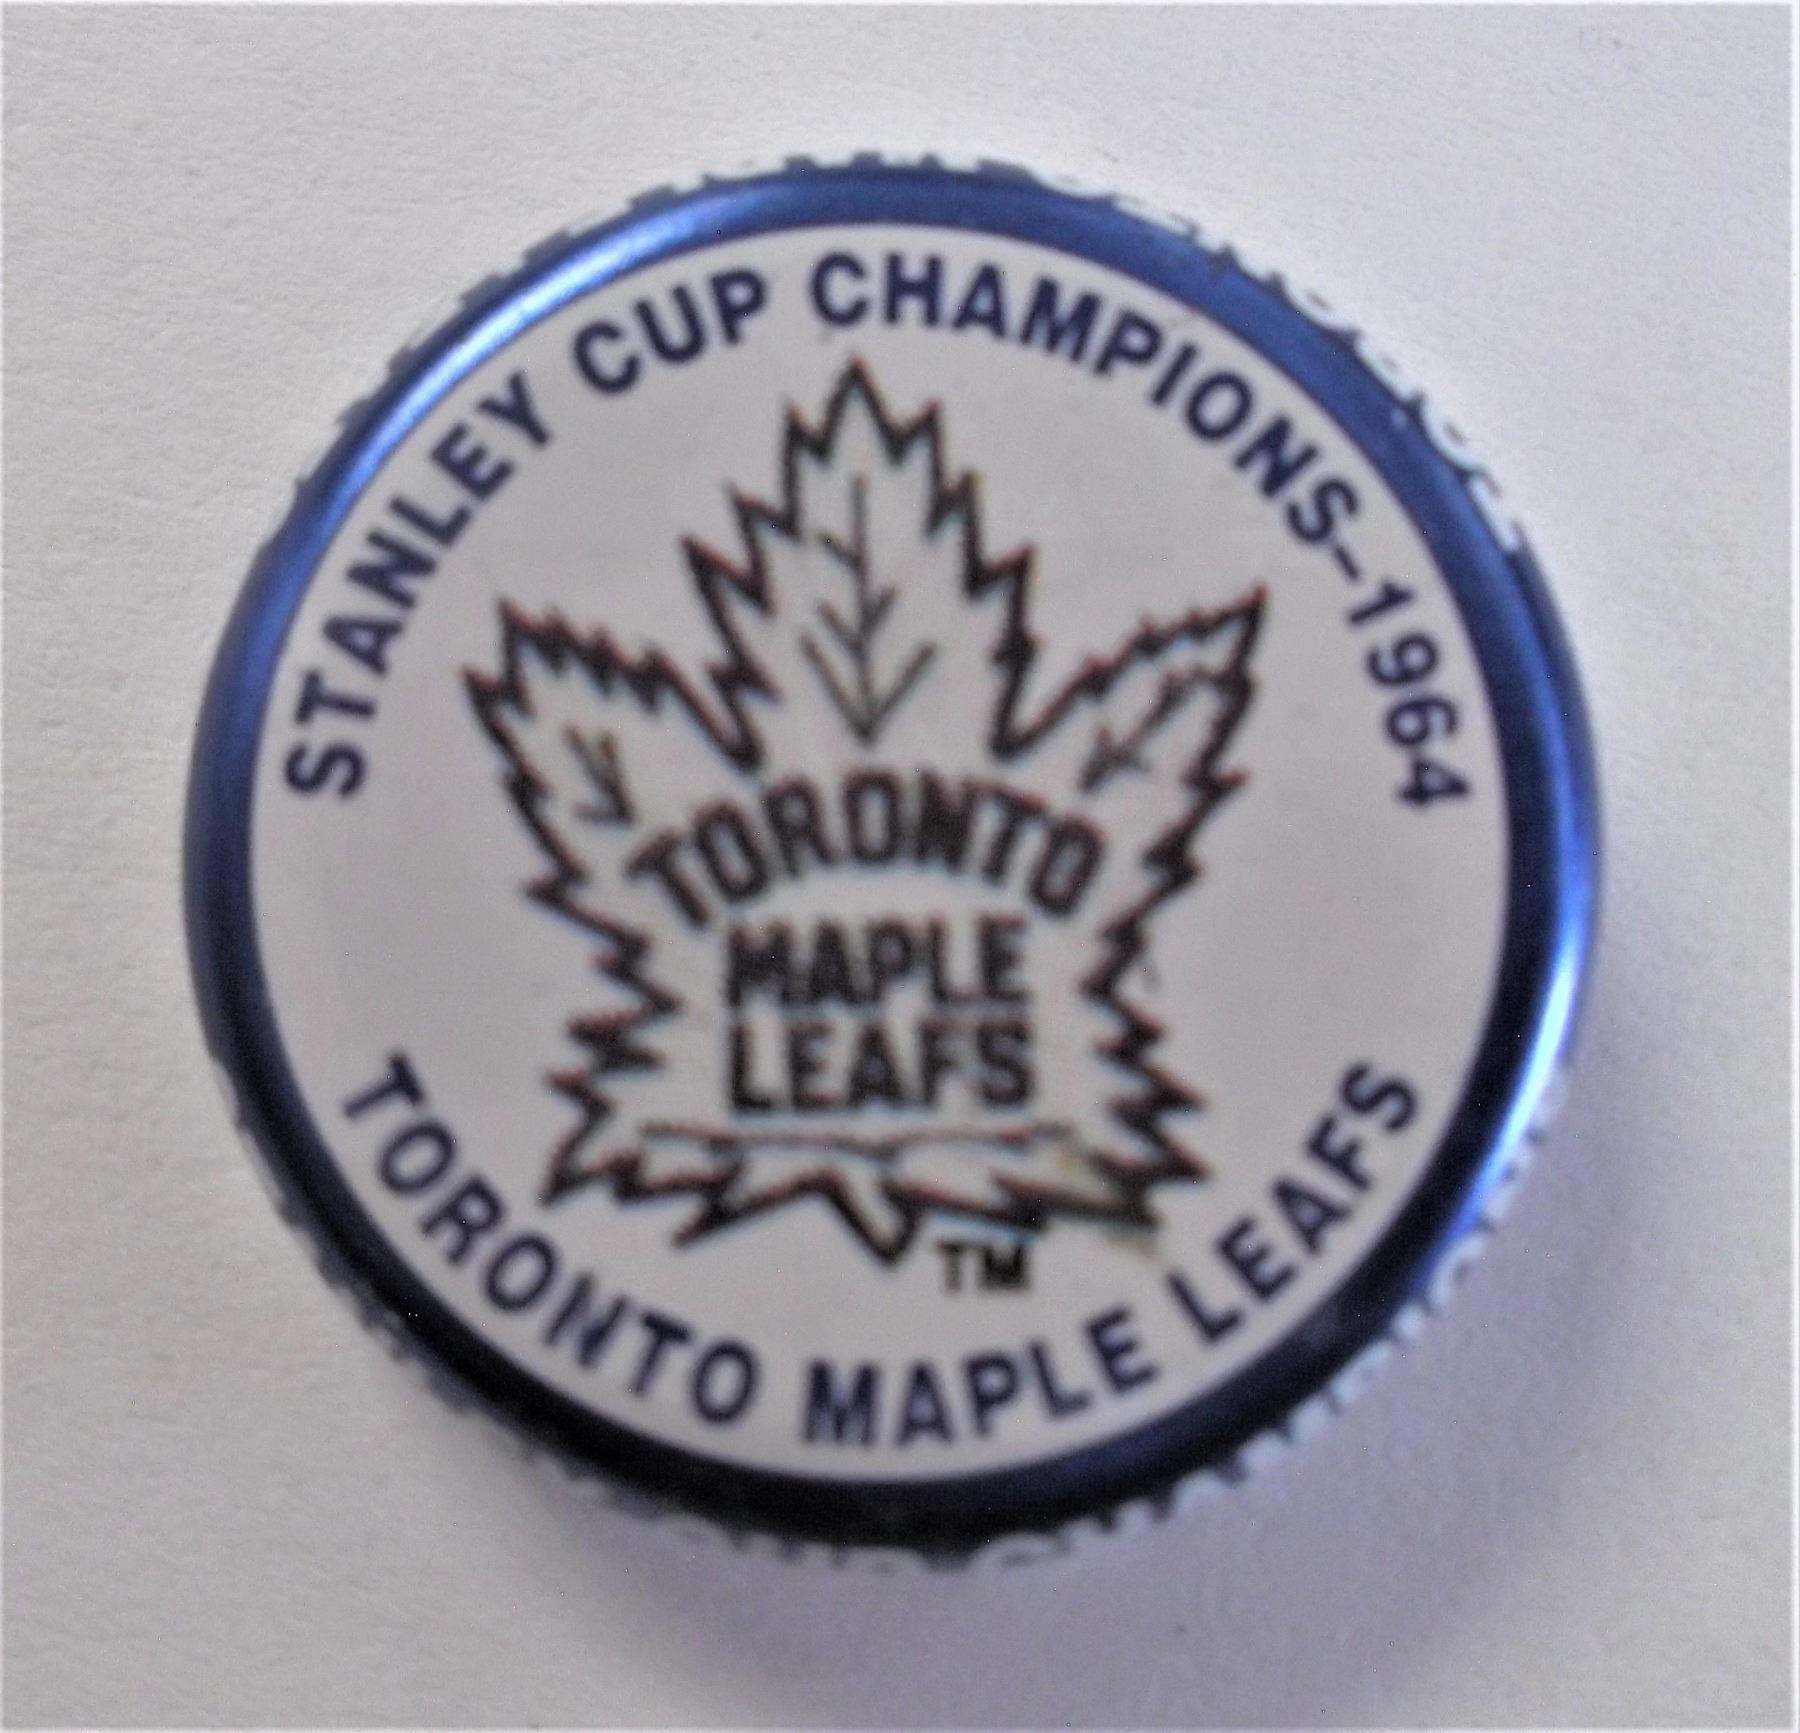 STANLEY CUP CHAMPIONS-1964
TORONTO
MAPLE
LEAFS
TM
TORONTO MAPLE LEAFS